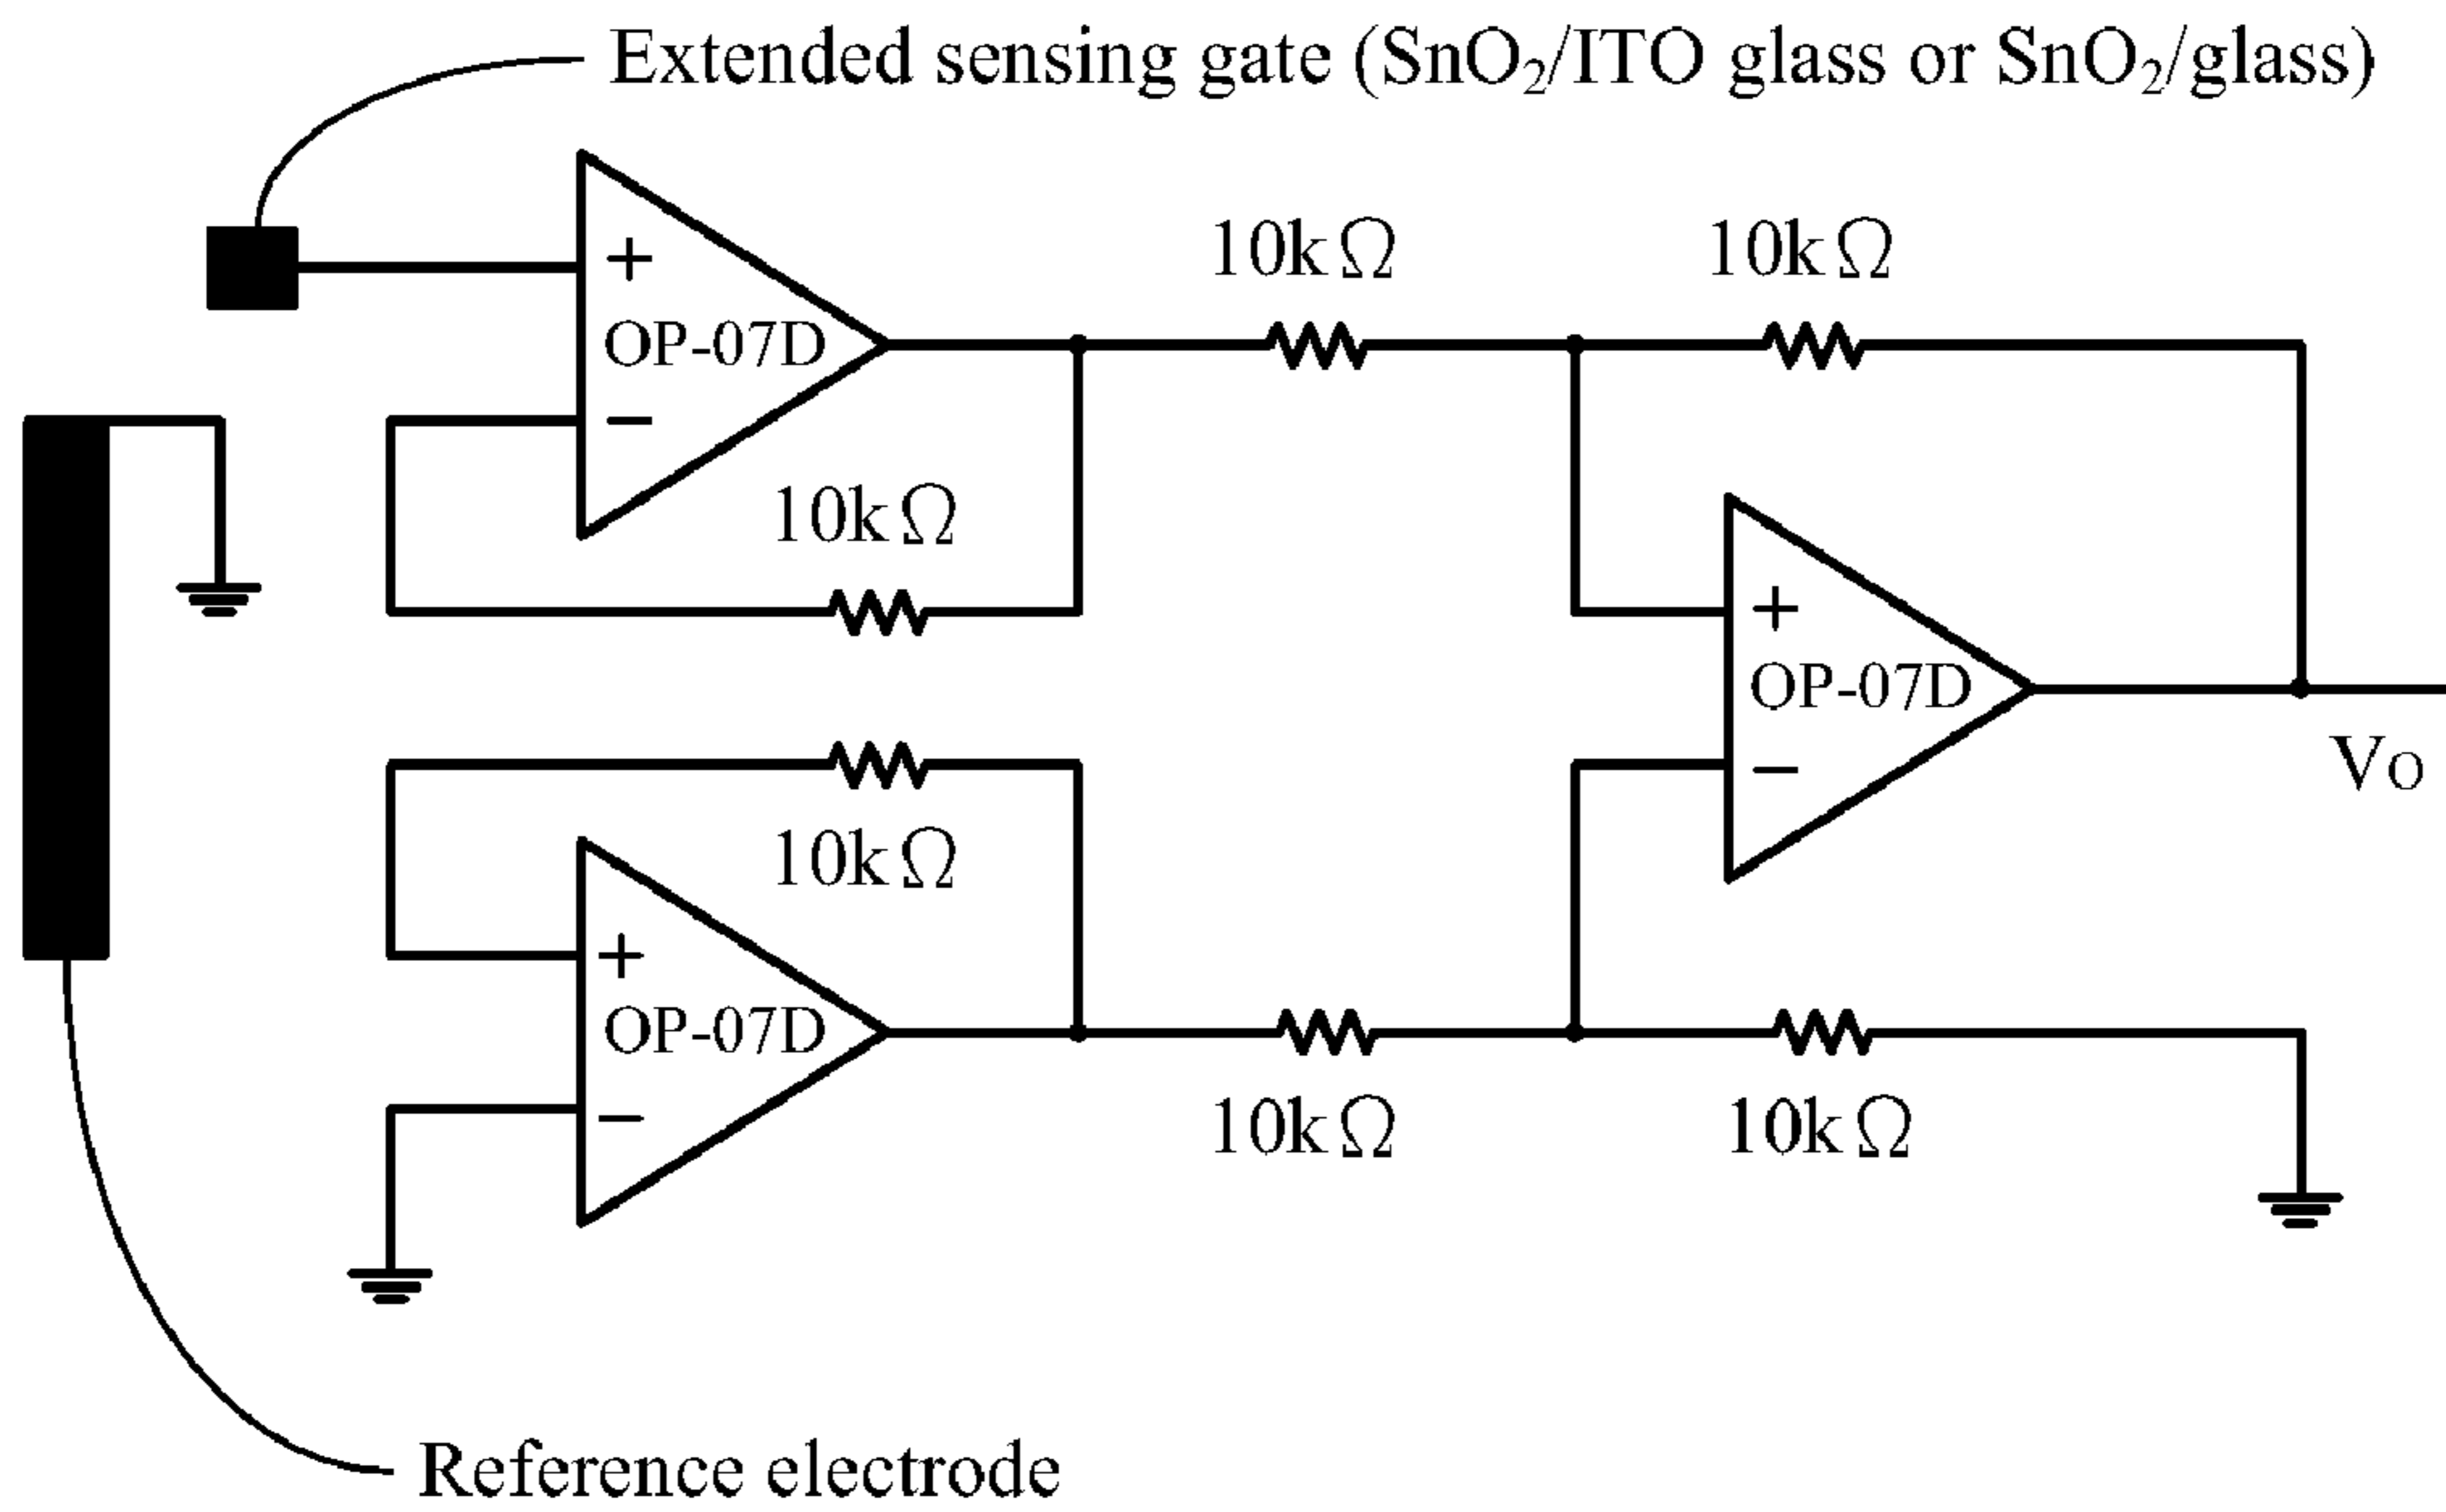 Extended sensing gate (SnO₂/ITO glass or SnO₂/glass)
10kΩ 10kΩ
+
OP-07D
−
10kΩ
+
OP-07D
−
Vo
10kΩ
+
OP-07D
−
10kΩ 10kΩ
Reference electrode